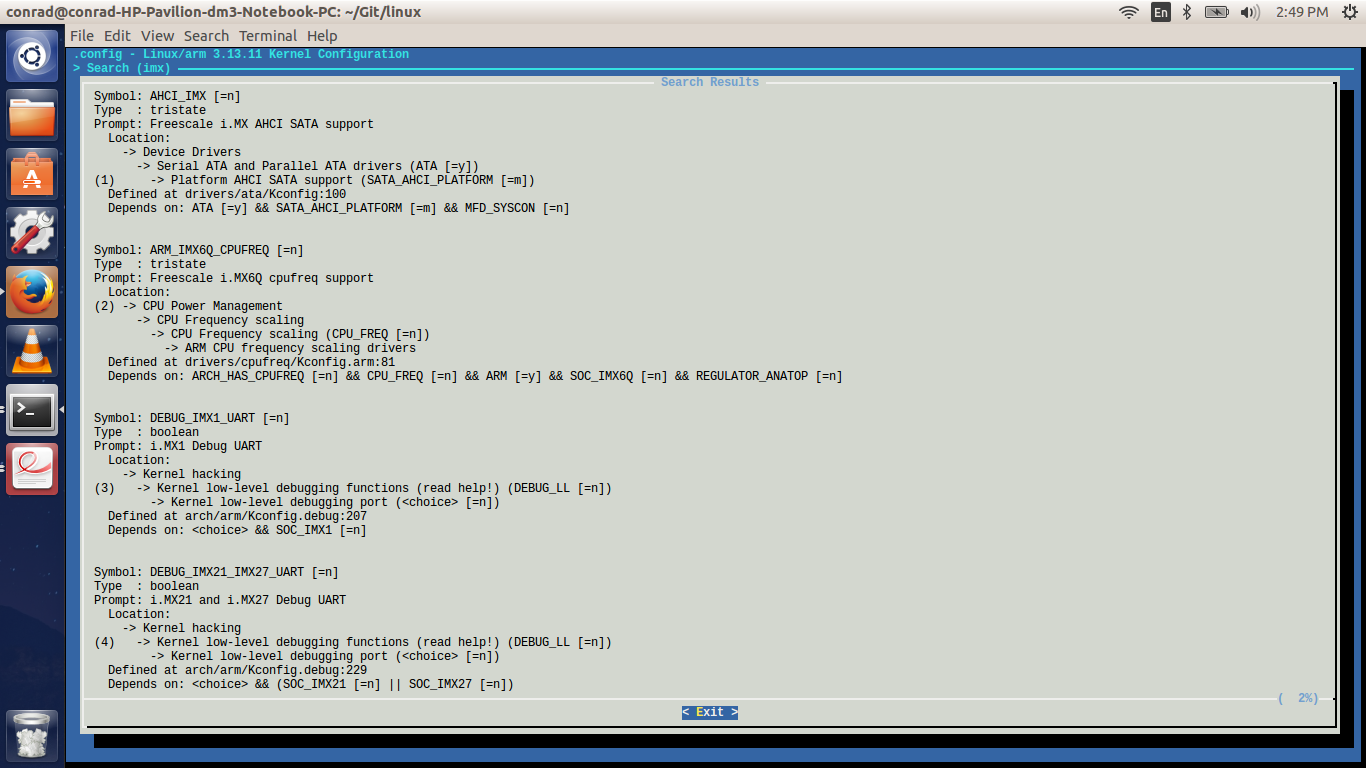 conrad@conrad-HP-Pavilion-dm3-Notebook-PC: ~/Git/linux
En
2:49 PM
File Edit View Search Terminal Help
.config - Linux/arm 3.13.11 Kernel Configuration
> Search (imx)
Search Results
Symbol: AHCI_IMX [=n]
Type  : tristate
Prompt: Freescale i.MX AHCI SATA support
  Location:
    -> Device Drivers
      -> Serial ATA and Parallel ATA drivers (ATA [=y])
(1)     -> Platform AHCI SATA support (SATA_AHCI_PLATFORM [=m])
  Defined at drivers/ata/Kconfig:100
  Depends on: ATA [=y] && SATA_AHCI_PLATFORM [=m] && MFD_SYSCON [=n]
Symbol: ARM_IMX6Q_CPUFREQ [=n]
Type  : tristate
Prompt: Freescale i.MX6Q cpufreq support
  Location:
(2) -> CPU Power Management
      -> CPU Frequency scaling
        -> CPU Frequency scaling (CPU_FREQ [=n])
          -> ARM CPU frequency scaling drivers
  Defined at drivers/cpufreq/Kconfig.arm:81
  Depends on: ARCH_HAS_CPUFREQ [=n] && CPU_FREQ [=n] && ARM [=y] && SOC_IMX6Q [=n] && REGULATOR_ANATOP [=n]
Symbol: DEBUG_IMX1_UART [=n]
Type  : boolean
Prompt: i.MX1 Debug UART
  Location:
    -> Kernel hacking
(3)   -> Kernel low-level debugging functions (read help!) (DEBUG_LL [=n])
        -> Kernel low-level debugging port (<choice> [=n])
  Defined at arch/arm/Kconfig.debug:207
  Depends on: <choice> && SOC_IMX1 [=n]
Symbol: DEBUG_IMX21_IMX27_UART [=n]
Type  : boolean
Prompt: i.MX21 and i.MX27 Debug UART
  Location:
    -> Kernel hacking
(4)   -> Kernel low-level debugging functions (read help!) (DEBUG_LL [=n])
        -> Kernel low-level debugging port (<choice> [=n])
  Defined at arch/arm/Kconfig.debug:229
  Depends on: <choice> && (SOC_IMX21 [=n] || SOC_IMX27 [=n])
(  2%)
< Exit >